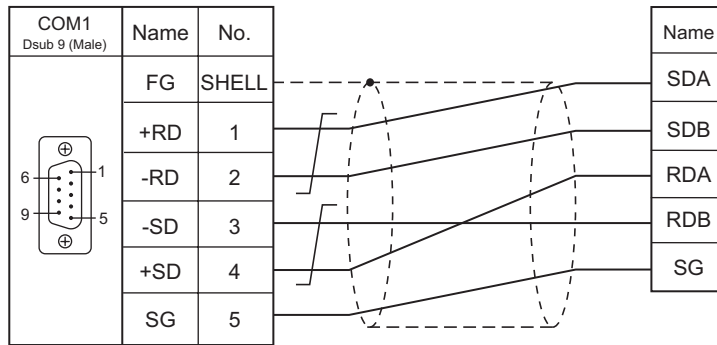 COM1
Dsub 9 (Male)
Name
No.
Name
FG
SHELL
SDA
+RD
1
SDB
-RD
2
RDA
-SD
3
RDB
+SD
4
SG
SG
5
6
1
9
5